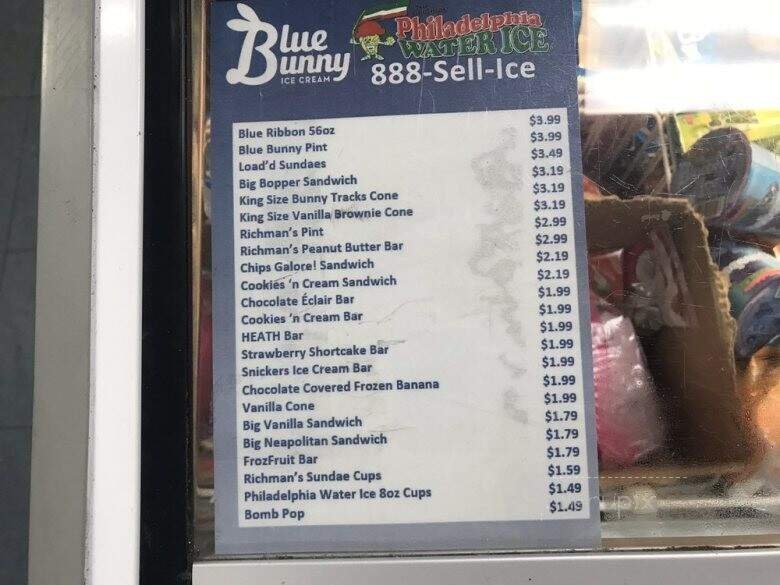 Blue Bunny
ICE CREAM
Philadelphia
WATER ICE
888-Sell-Ice
Blue Ribbon 56oz $3.99
Blue Bunny Pint $3.99
Load'd Sundaes $3.49
Big Bopper Sandwich $3.19
King Size Bunny Tracks Cone $3.19
King Size Vanilla Brownie Cone $3.19
Richman's Pint $2.99
Richman's Peanut Butter Bar $2.99
Chips Galore! Sandwich $2.19
Cookies 'n Cream Sandwich $2.19
Chocolate Éclair Bar $1.99
Cookies 'n Cream Bar $1.99
HEATH Bar $1.99
Strawberry Shortcake Bar $1.99
Snickers Ice Cream Bar $1.99
Chocolate Covered Frozen Banana $1.99
Vanilla Cone $1.99
Big Vanilla Sandwich $1.79
Big Neapolitan Sandwich $1.79
FrozFruit Bar $1.79
Richman's Sundae Cups $1.59
Philadelphia Water Ice 8oz Cups $1.49
Bomb Pop $1.49